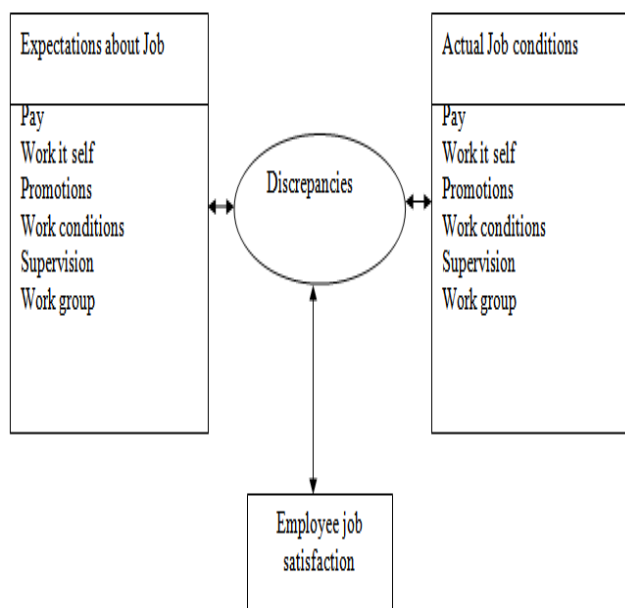 Expectations about Job
Pay
Work it self
Promotions
Work conditions
Supervision
Work group
Discrepancies
Actual Job conditions
Pay
Work it self
Promotions
Work conditions
Supervision
Work group
Employee job
satisfaction